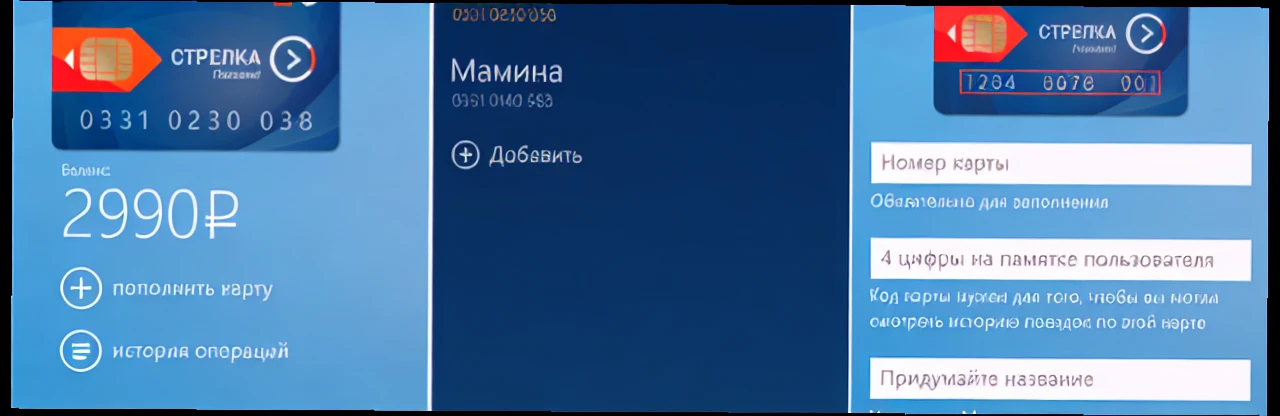 СТРЕЛКА
0331 0230 038
Баланс
2990₽
пополнить карту
история операций
Мамина
Добавить
СТРЕЛКА
Номер карты
Обязательно для заполнения
4 цифры на памятке пользователя
Код карты нужен для того, чтобы вы могли
смотреть историю поездок по этой карте
Придумайте название